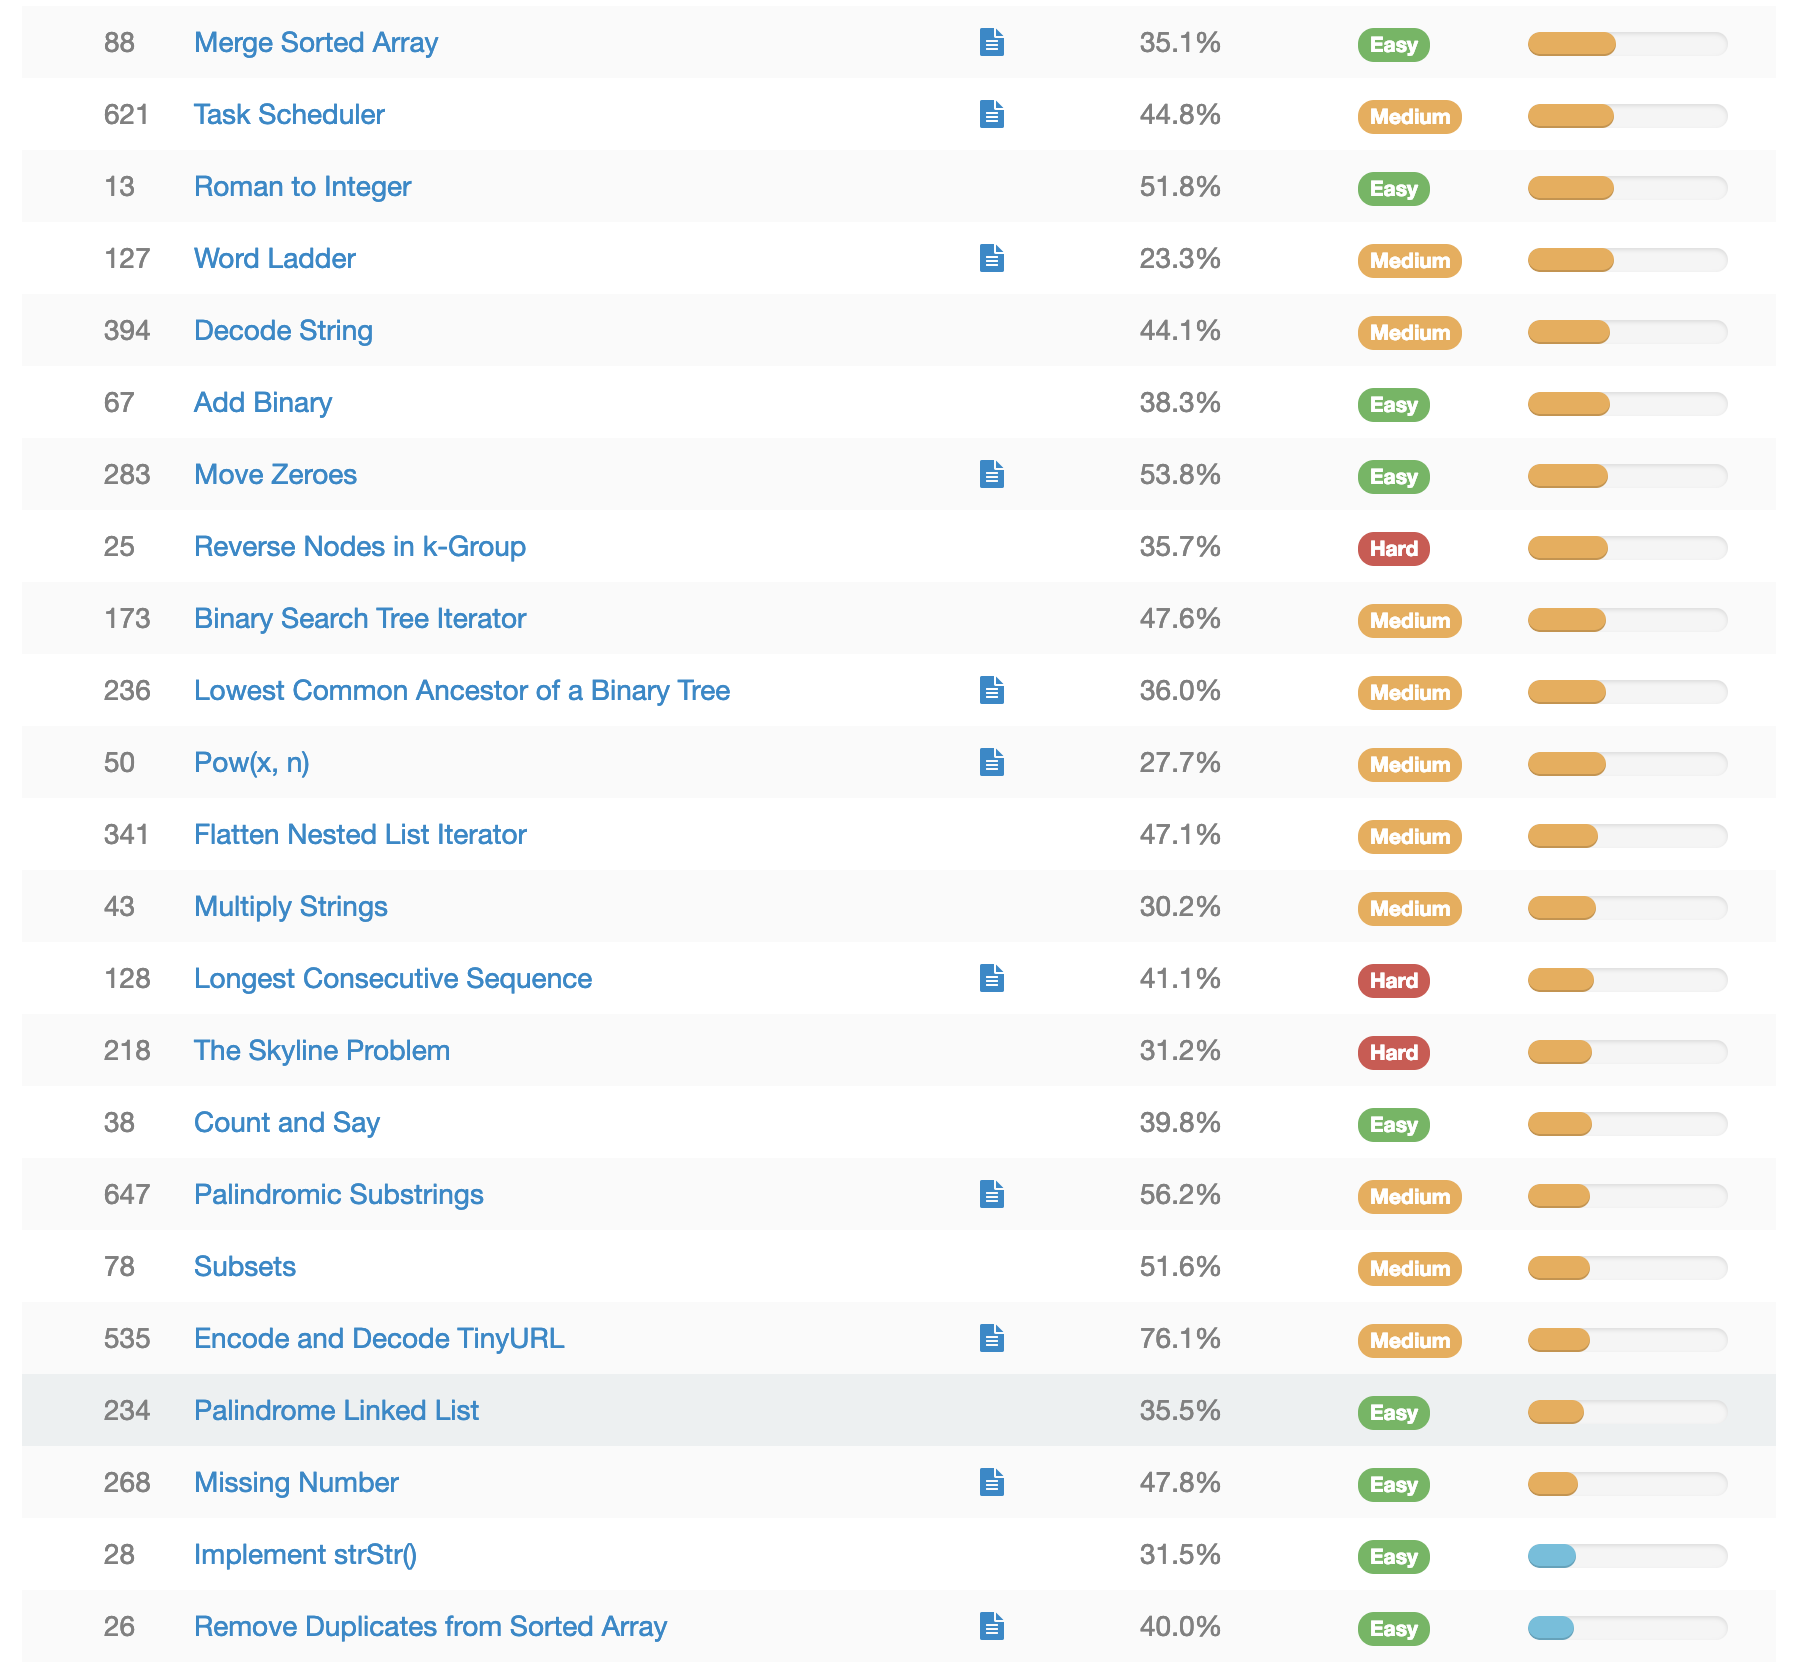 88 Merge Sorted Array 35.1% Easy
621 Task Scheduler 44.8% Medium
13 Roman to Integer 51.8% Easy
127 Word Ladder 23.3% Medium
394 Decode String 44.1% Medium
67 Add Binary 38.3% Easy
283 Move Zeroes 53.8% Easy
25 Reverse Nodes in k-Group 35.7% Hard
173 Binary Search Tree Iterator 47.6% Medium
236 Lowest Common Ancestor of a Binary Tree 36.0% Medium
50 Pow(x, n) 27.7% Medium
341 Flatten Nested List Iterator 47.1% Medium
43 Multiply Strings 30.2% Medium
128 Longest Consecutive Sequence 41.1% Hard
218 The Skyline Problem 31.2% Hard
38 Count and Say 39.8% Easy
647 Palindromic Substrings 56.2% Medium
78 Subsets 51.6% Medium
535 Encode and Decode TinyURL 76.1% Medium
234 Palindrome Linked List 35.5% Easy
268 Missing Number 47.8% Easy
28 Implement strStr() 31.5% Easy
26 Remove Duplicates from Sorted Array 40.0% Easy